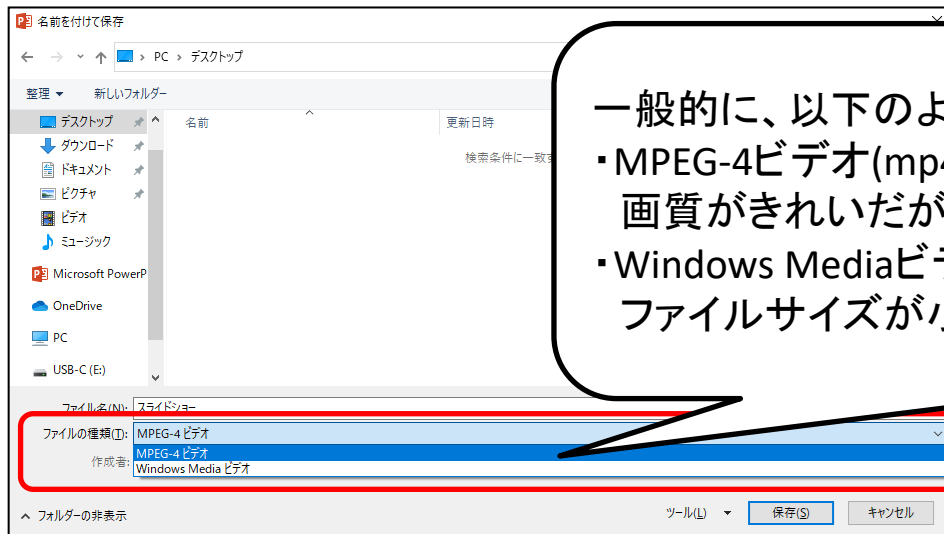 名前を付けて保存
PC › デスクトップ
整理 新しいフォルダー
デスクトップ
ダウンロード
ドキュメント
ピクチャ
ビデオ
ミュージック
Microsoft PowerP
OneDrive
PC
USB-C (E:)
名前 更新日時
検索条件に一致
一般的に、以下のよ
・MPEG-4ビデオ(mp4
画質がきれいだが
・Windows Mediaビデ
ファイルサイズが小
ファイル名(N): スライドショー
ファイルの種類(T): MPEG-4 ビデオ
MPEG-4 ビデオ
作成者:
Windows Media ビデオ
フォルダーの非表示
ツール(L) 保存(S) キャンセル